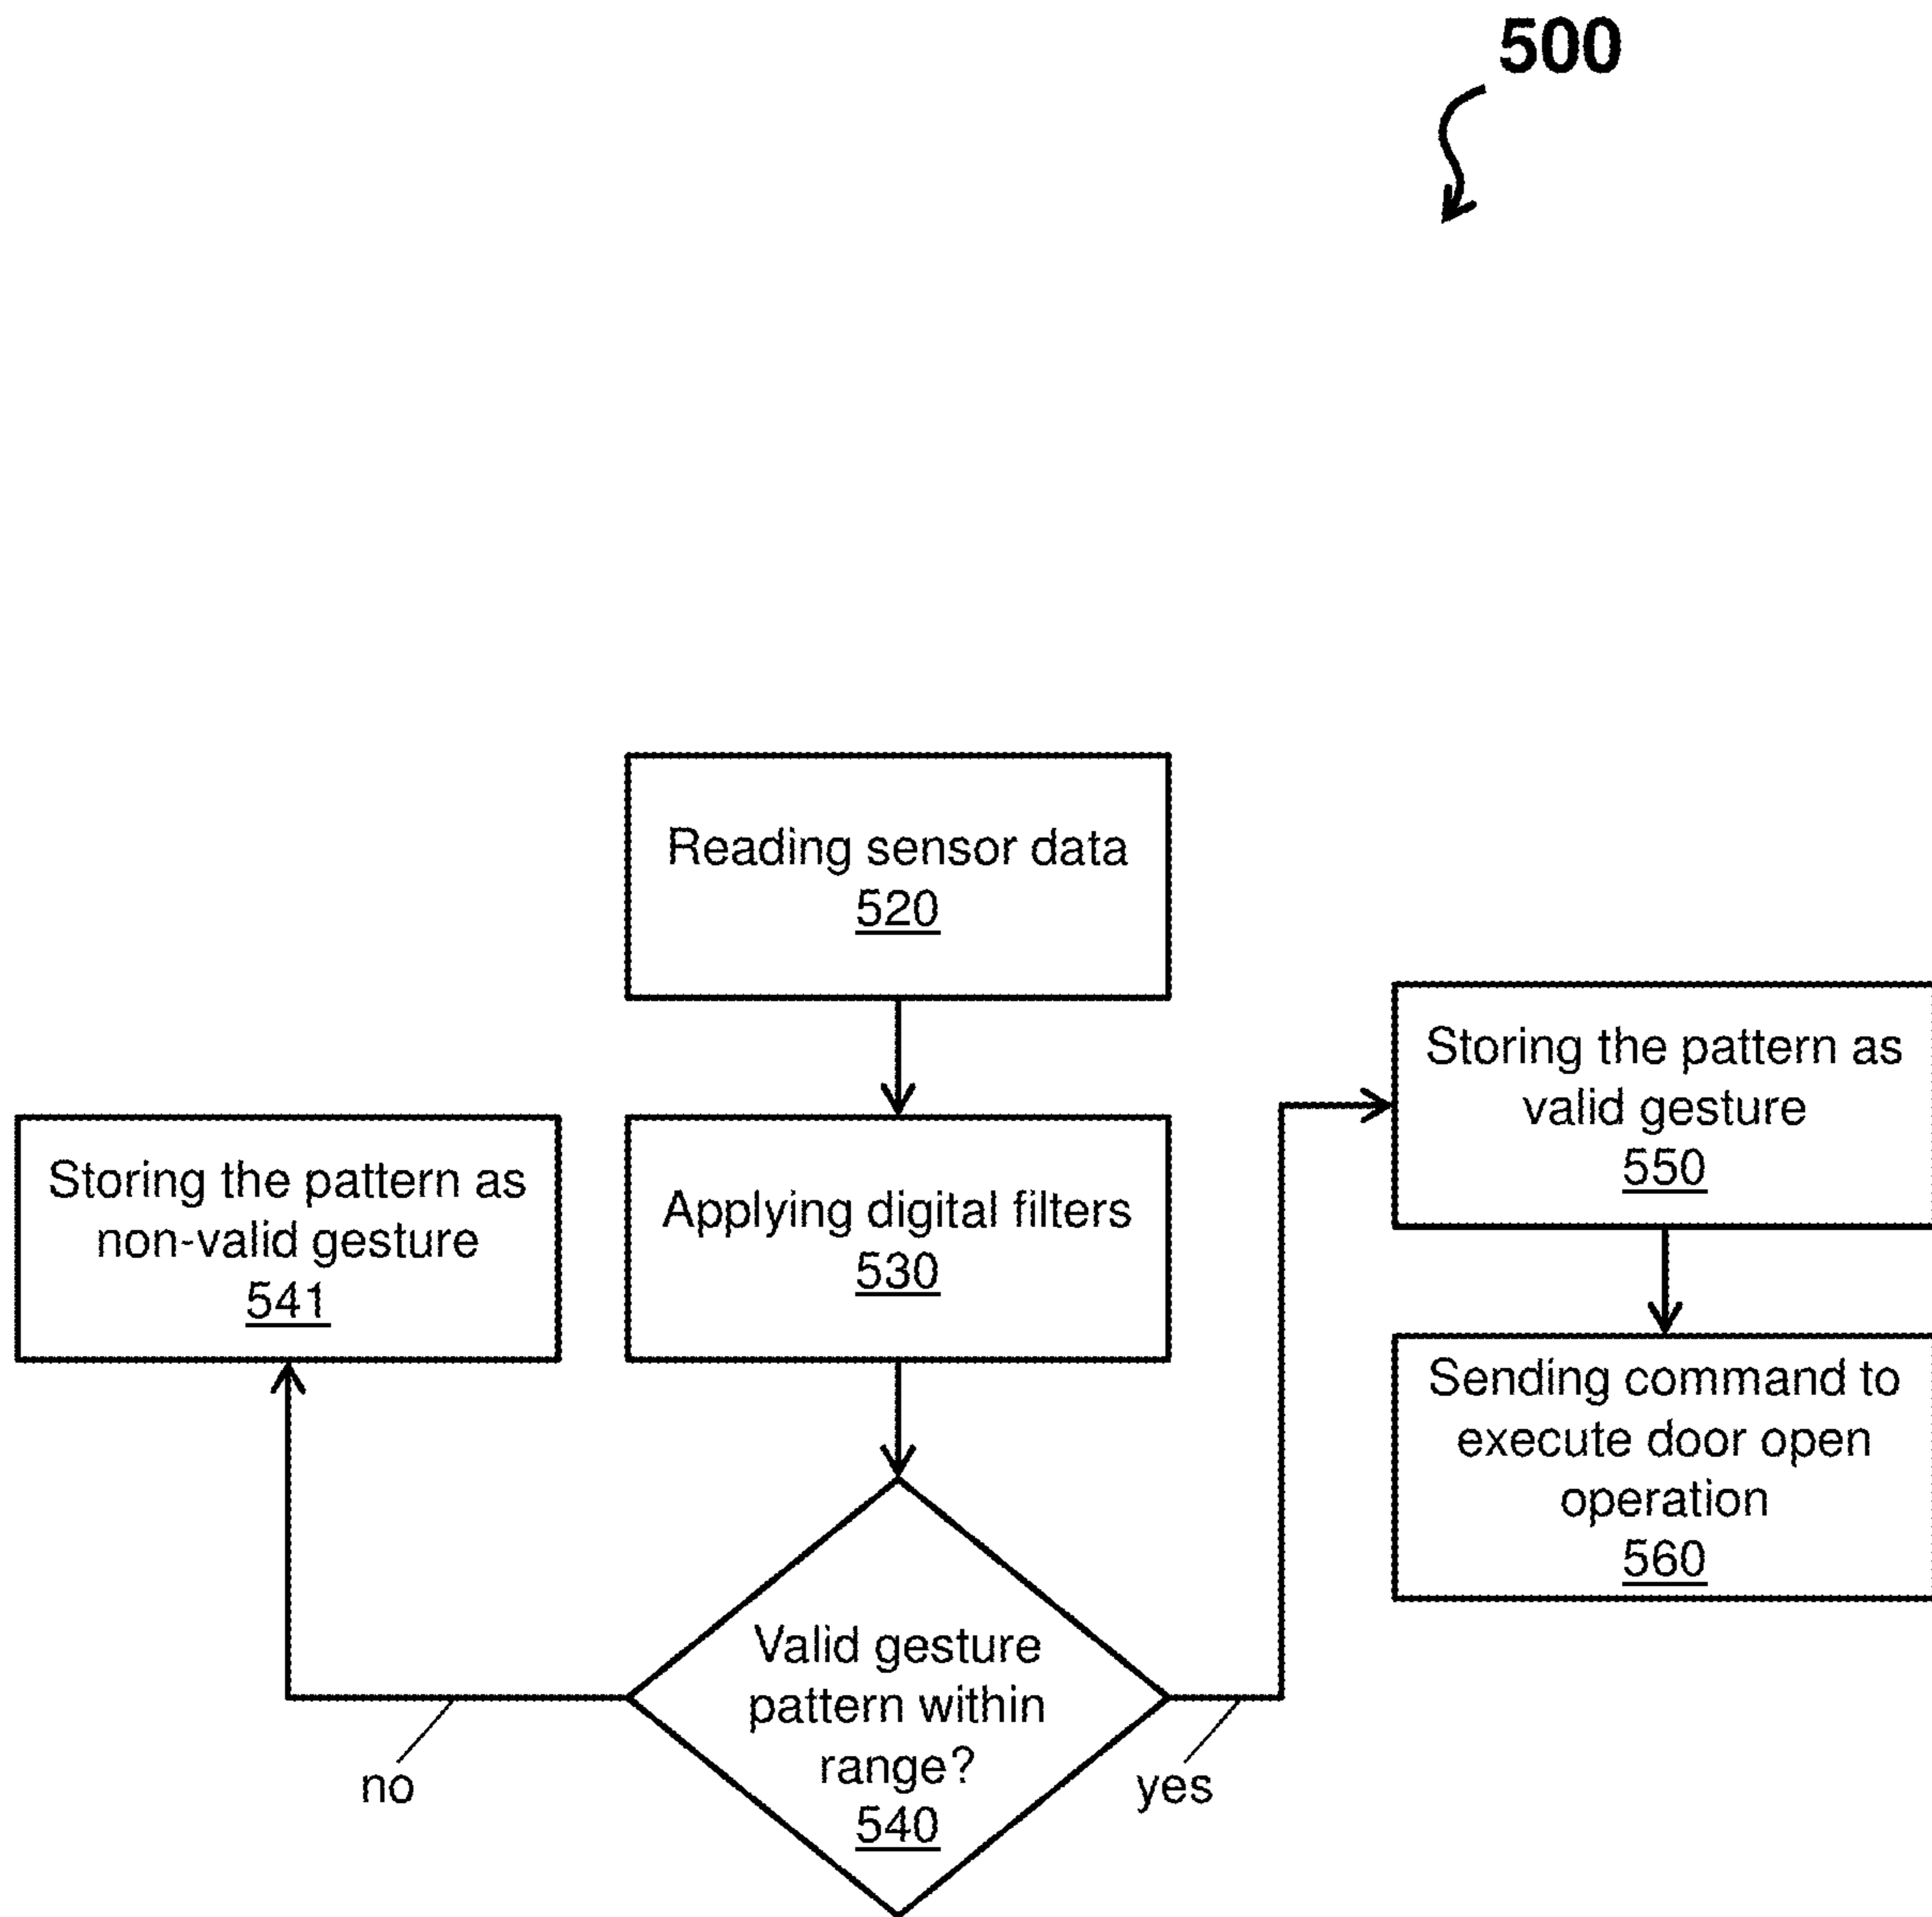 500
Reading sensor data
520
Applying digital filters
530
Valid gesture
pattern within
range?
540
no
yes
Storing the pattern as
non-valid gesture
541
Storing the pattern as
valid gesture
550
Sending command to
execute door open
operation
560